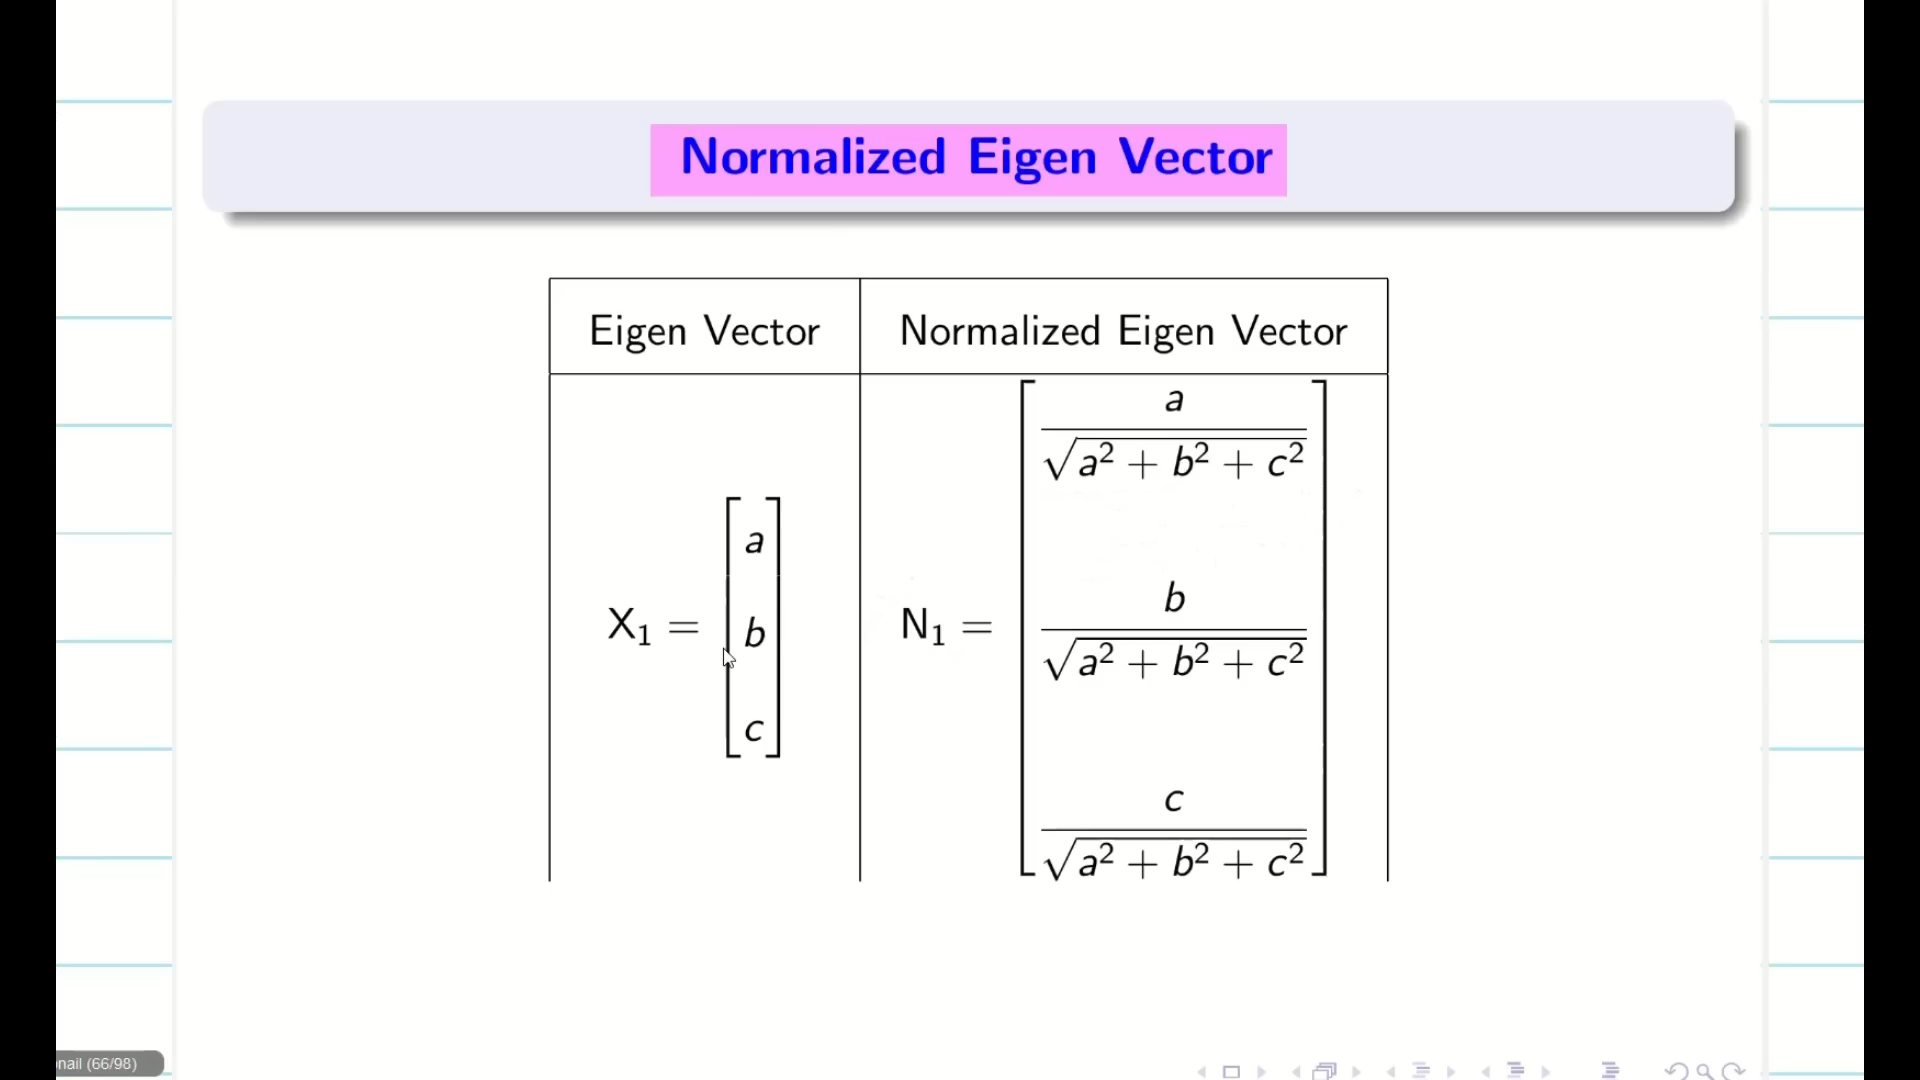 Normalized Eigen Vector
Eigen Vector
Normalized Eigen Vector
X₁ = [a b c]
N₁ = [a/√(a² + b² + c²) b/√(a² + b² + c²) c/√(a² + b² + c²)]
nail (66/98)